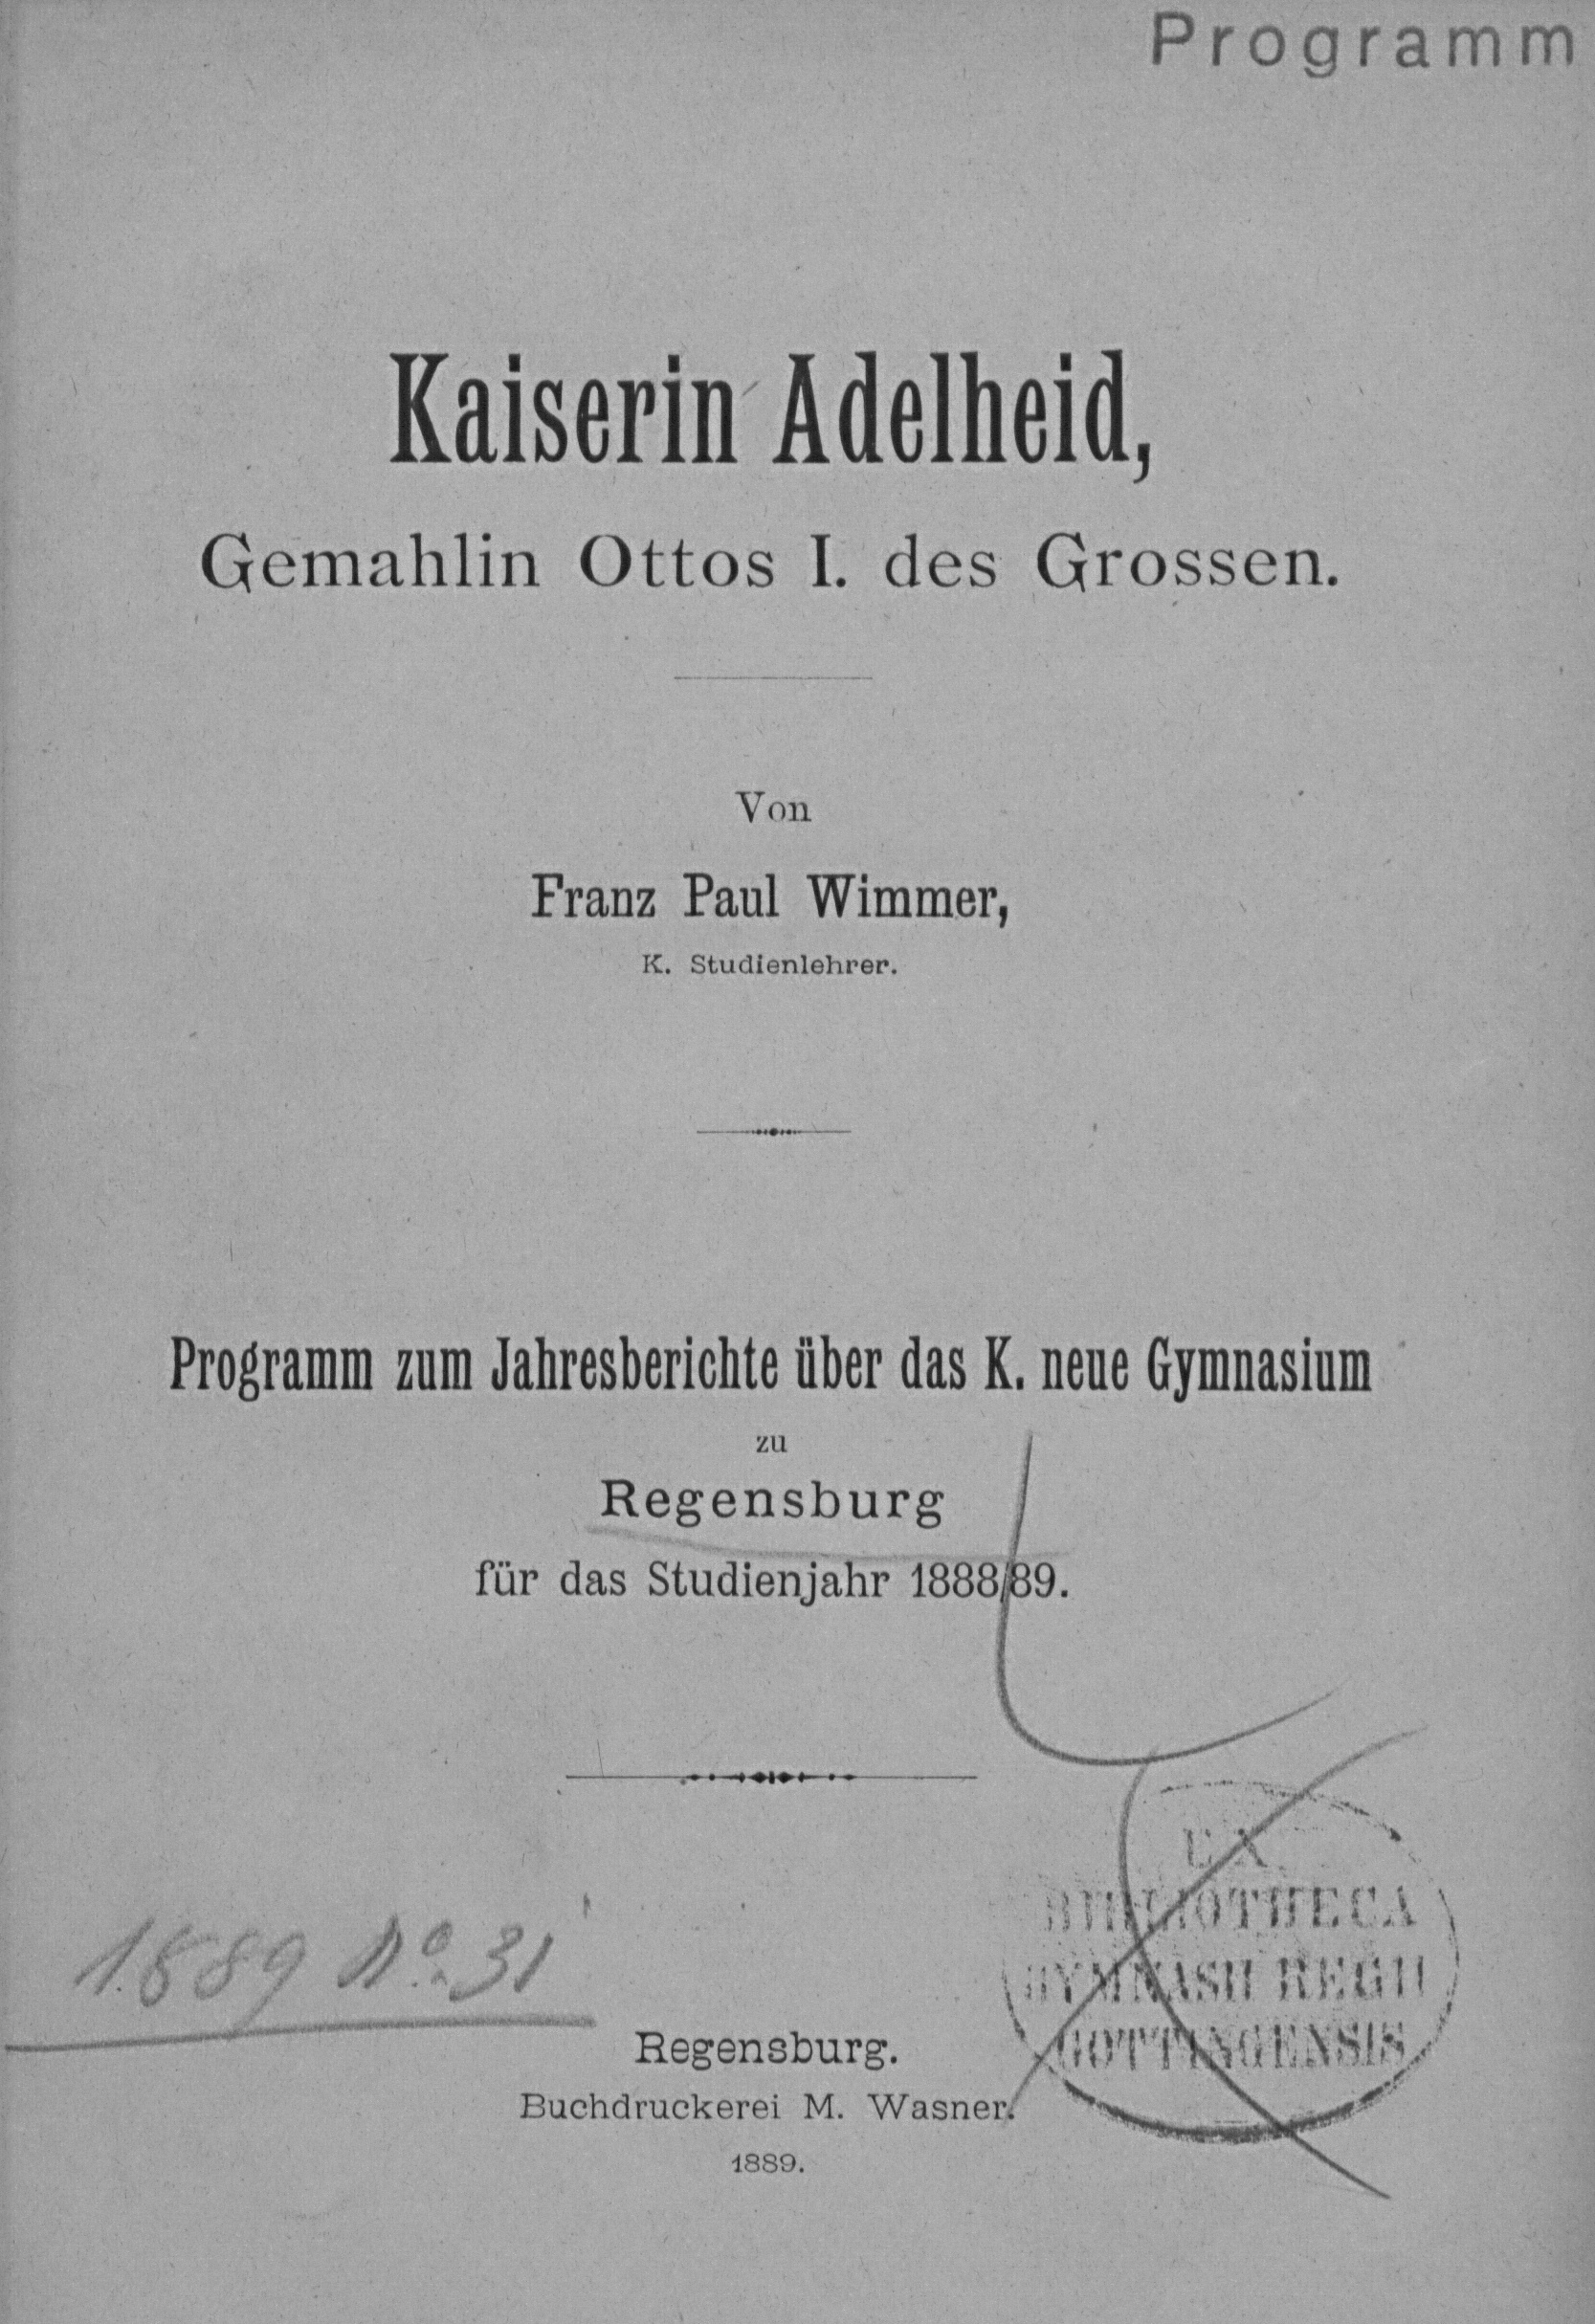 Programm
Kaiserin Adelheid,
Gemahlin Ottos I. des Grossen.
Von
Franz Paul Wimmer,
K. Studienlehrer.
Programm zum Jahresberichte über das K. neue Gymnasium
zu
Regensburg
für das Studienjahr 1888/89.
1889 No. 31
EX
BIBLIOTHECA
GYMNASII REGII
GOTTINGENSIS
Regensburg.
Buchdruckerei M. Wasner.
1889.